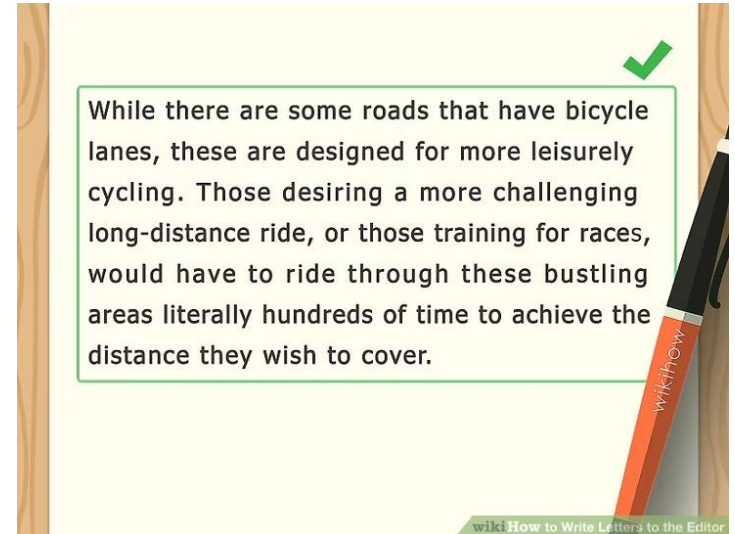 While there are some roads that have bicycle
lanes, these are designed for more leisurely
cycling. Those desiring a more challenging
long-distance ride, or those training for races,
would have to ride through these bustling
areas literally hundreds of time to achieve the
distance they wish to cover.
wikihow
wikiHow to Write Letters to the Editor